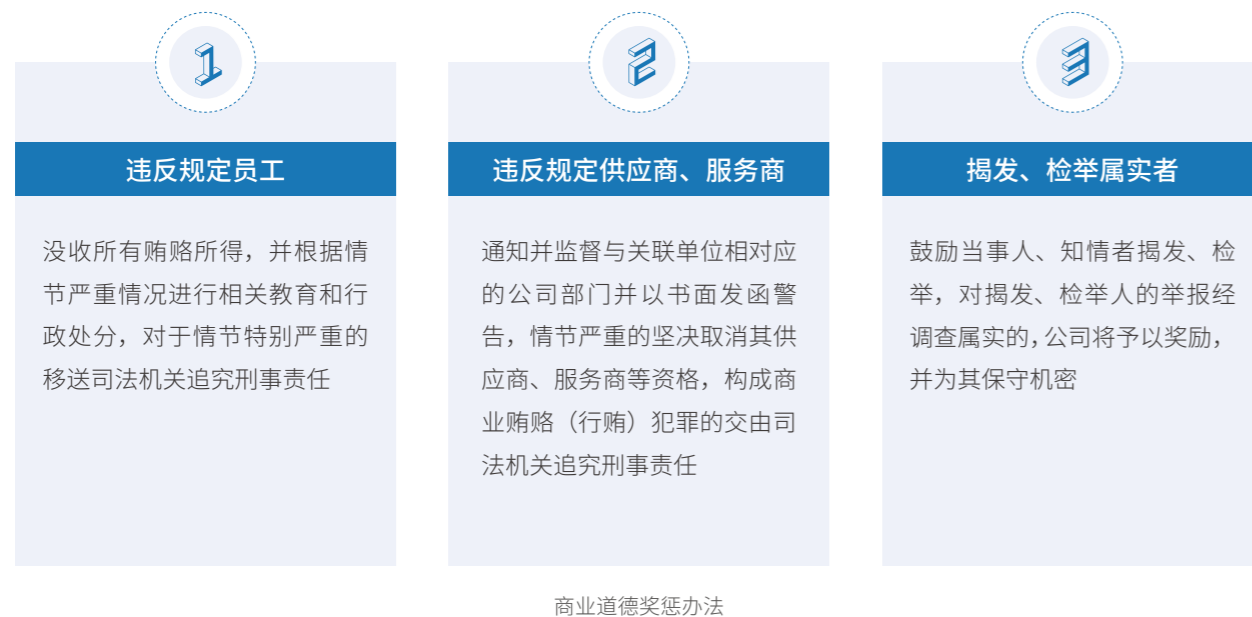 1
违反规定员工
没收所有贿赂所得，并根据情
节严重情况进行相关教育和行
政处分，对于情节特别严重的
移送司法机关追究刑事责任
2
违反规定供应商、服务商
通知并监督与关联单位相对应
的公司部门并以书面发函警
告，情节严重的坚决取消其供
应商、服务商等资格，构成商
业贿赂（行贿）犯罪的交由司
法机关追究刑事责任
3
揭发、检举属实者
鼓励当事人、知情者揭发、检
举，对揭发、检举人的举报经
调查属实的，公司将予以奖励，
并为其保守机密
商业道德奖惩办法